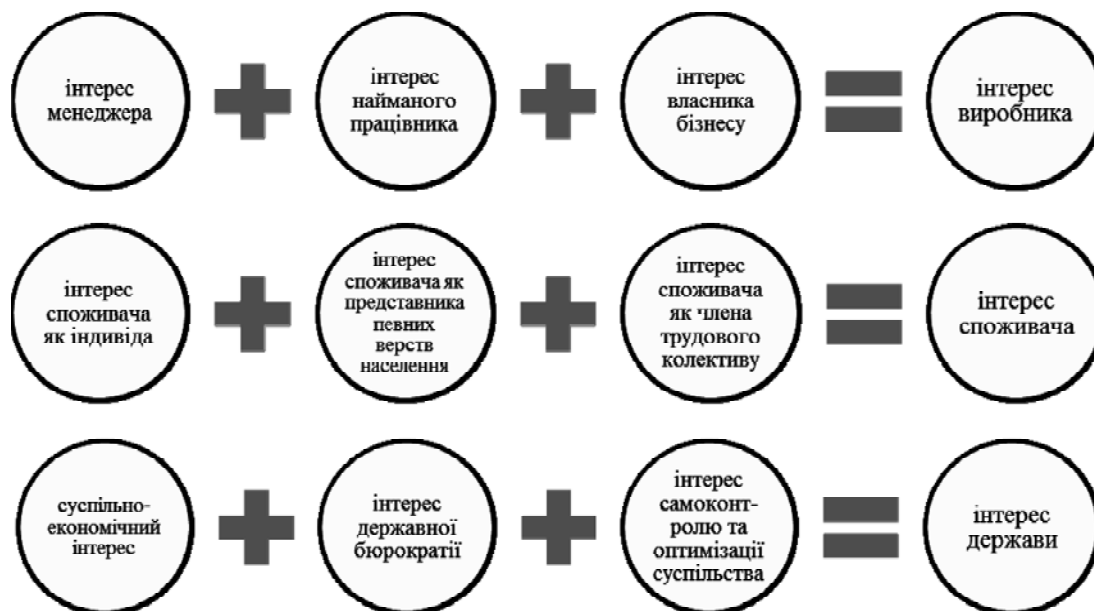 інтерес
менеджера
інтерес
найманого
працівника
інтерес
власника
бізнесу
інтерес
виробника
інтерес
споживача
як індивіда
інтерес
споживача як
представника
певних
верств
населення
інтерес
споживача
як члена
трудового
колективу
інтерес
споживача
суспільно-
економічний
інтерес
інтерес
державної
бюрократії
інтерес
самоконт-
ролю та
оптимізації
суспільства
інтерес
держави